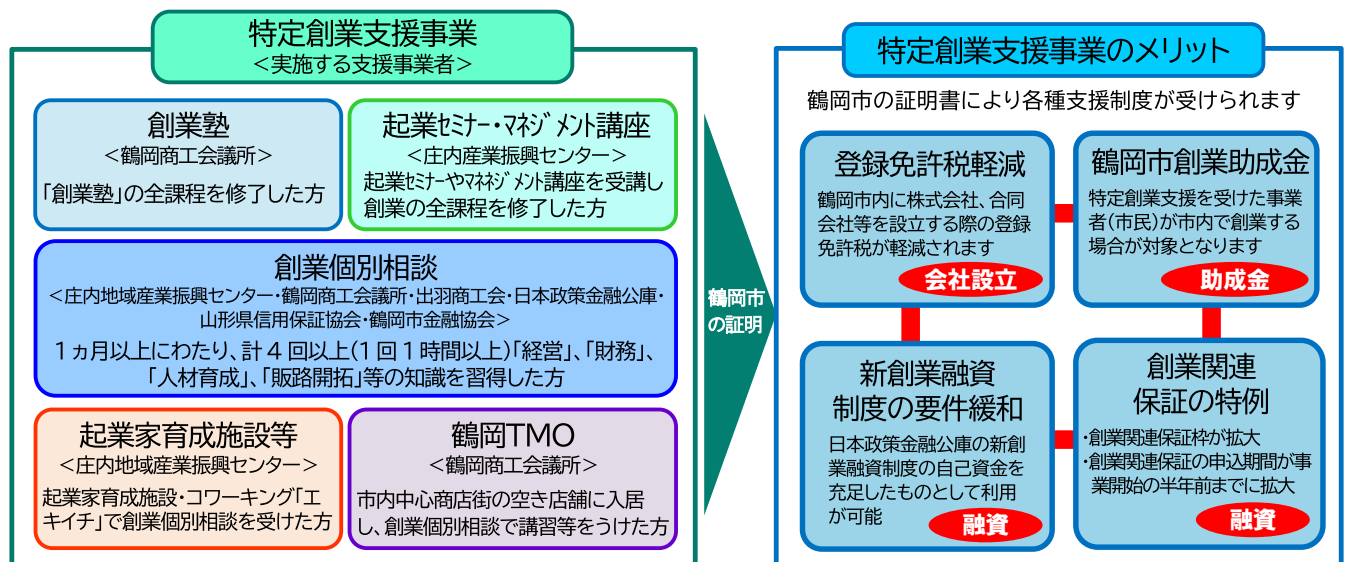 特定創業支援事業
＜実施する支援事業者＞
創業塾
＜鶴岡商工会議所＞
「創業塾」の全課程を修了した方
起業ｾﾐﾅｰ･ﾏﾈｼﾞﾒﾝﾄ講座
＜庄内産業振興センター＞
起業ｾﾐﾅｰやﾏﾈﾈｼﾞﾒﾝﾄ講座を受講し
創業の全課程を修了した方
創業個別相談
＜庄内地域産業振興センター・鶴岡商工会議所・出羽商工会・日本政策金融公庫・
山形県信用保証協会・鶴岡市金融協会＞
１ヵ月以上にわたり、計４回以上（１回１時間以上）「経営」、「財務」、
「人材育成」、「販路開拓」等の知識を習得した方
起業家育成施設等
＜庄内地域産業振興センター＞
起業家育成施設・コワーキング「エ
キイチ」で創業個別相談を受けた方
鶴岡TMO
＜鶴岡商工会議所＞
市内中心商店街の空き店舗に入居
し、創業個別相談で講習等をうけた方
鶴岡市
の証明
特定創業支援事業のメリット
鶴岡市の証明書により各種支援制度が受けられます
登録免許税軽減
鶴岡市内に株式会社、合同
会社等を設立する際の登録
免許税が軽減されます
会社設立
鶴岡市創業助成金
特定創業支援を受けた事業
者（市民）が市内で創業する
場合が対象となります
助成金
新創業融資
制度の要件緩和
日本政策金融公庫の新創
業融資制度の自己資金を
充足したものとして利用
が可能
融資
創業関連
保証の特例
・創業関連保証枠が拡大
・創業関連保証の申込期間が事
業開始の半年前までに拡大
融資